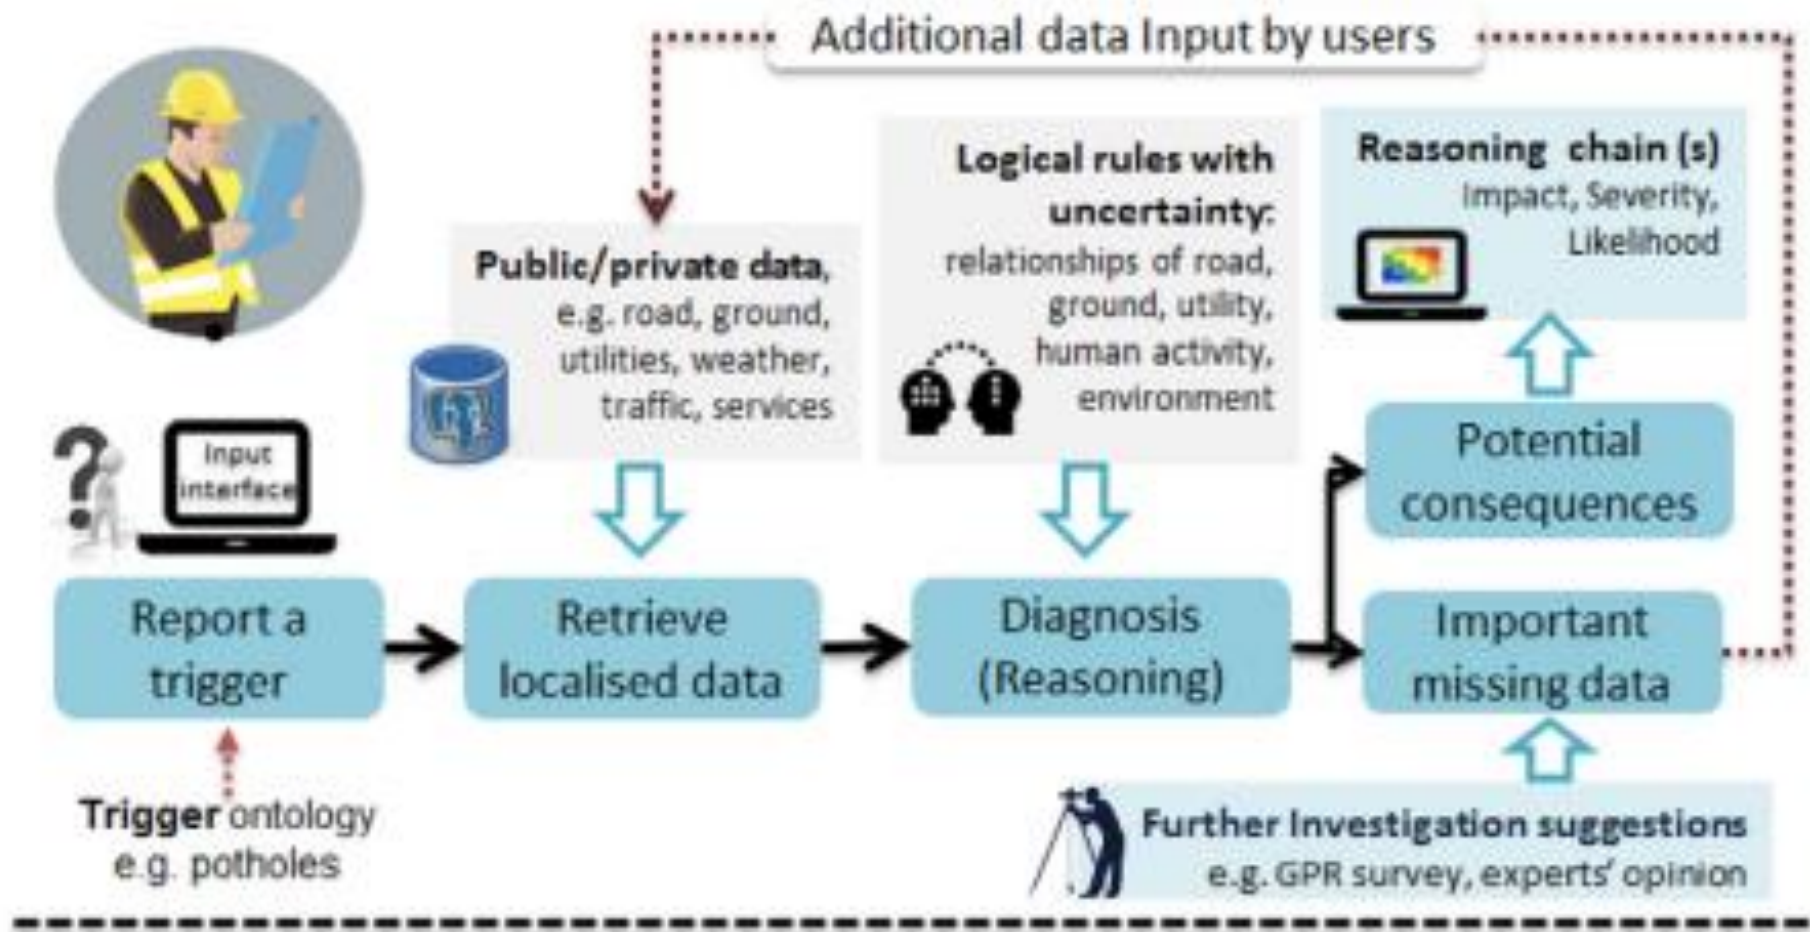 Additional data Input by users
Public/private data,
e.g. road, ground,
utilities, weather,
traffic, services
Logical rules with
uncertainty:
relationships of road,
ground, utility,
human activity,
environment
Reasoning chain (s)
Impact, Severity,
Likelihood
Input
interface
Report a
trigger
Retrieve
localised data
Diagnosis
(Reasoning)
Potential
consequences
Important
missing data
Trigger ontology
e.g. potholes
Further Investigation suggestions
e.g. GPR survey, experts' opinion